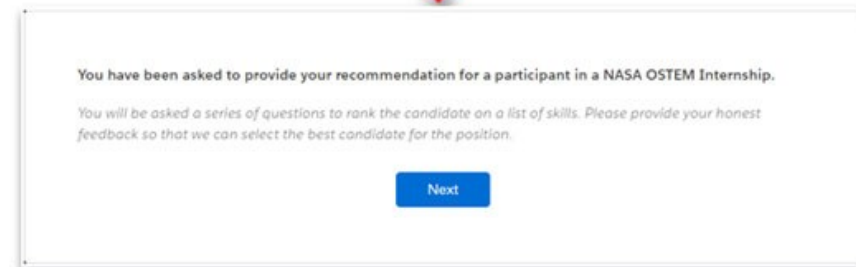 You have been asked to provide your recommendation for a participant in a NASA OSTEM Internship.
You will be asked a series of questions to rank the candidate on a list of skills. Please provide your honest
feedback so that we can select the best candidate for the position.
Next